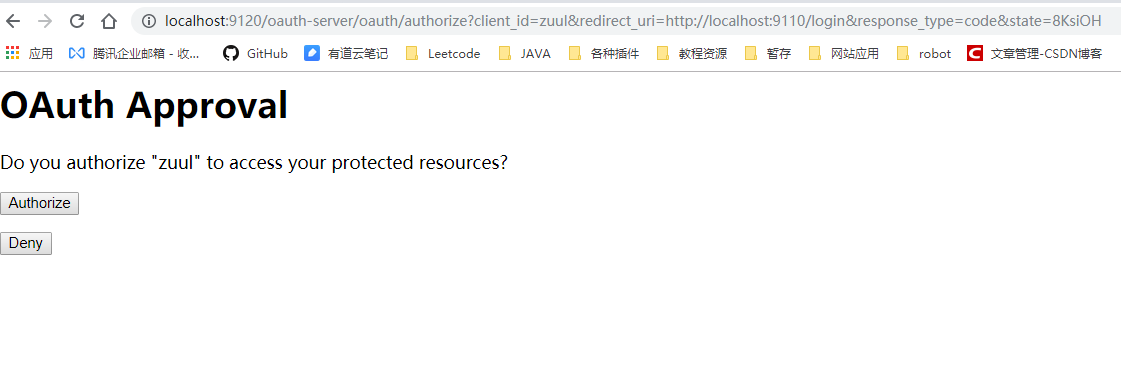 localhost:9120/oauth-server/oauth/authorize?client_id=zuul&redirect_uri=http://localhost:9110/login&response_type=code&state=8KsiOH
应用 腾讯企业邮箱 - 收... GitHub 有道云笔记 Leetcode JAVA 各种插件 教程资源 暂存 网站应用 robot C 文章管理-CSDN博客
OAuth Approval
Do you authorize "zuul" to access your protected resources?
Authorize
Deny